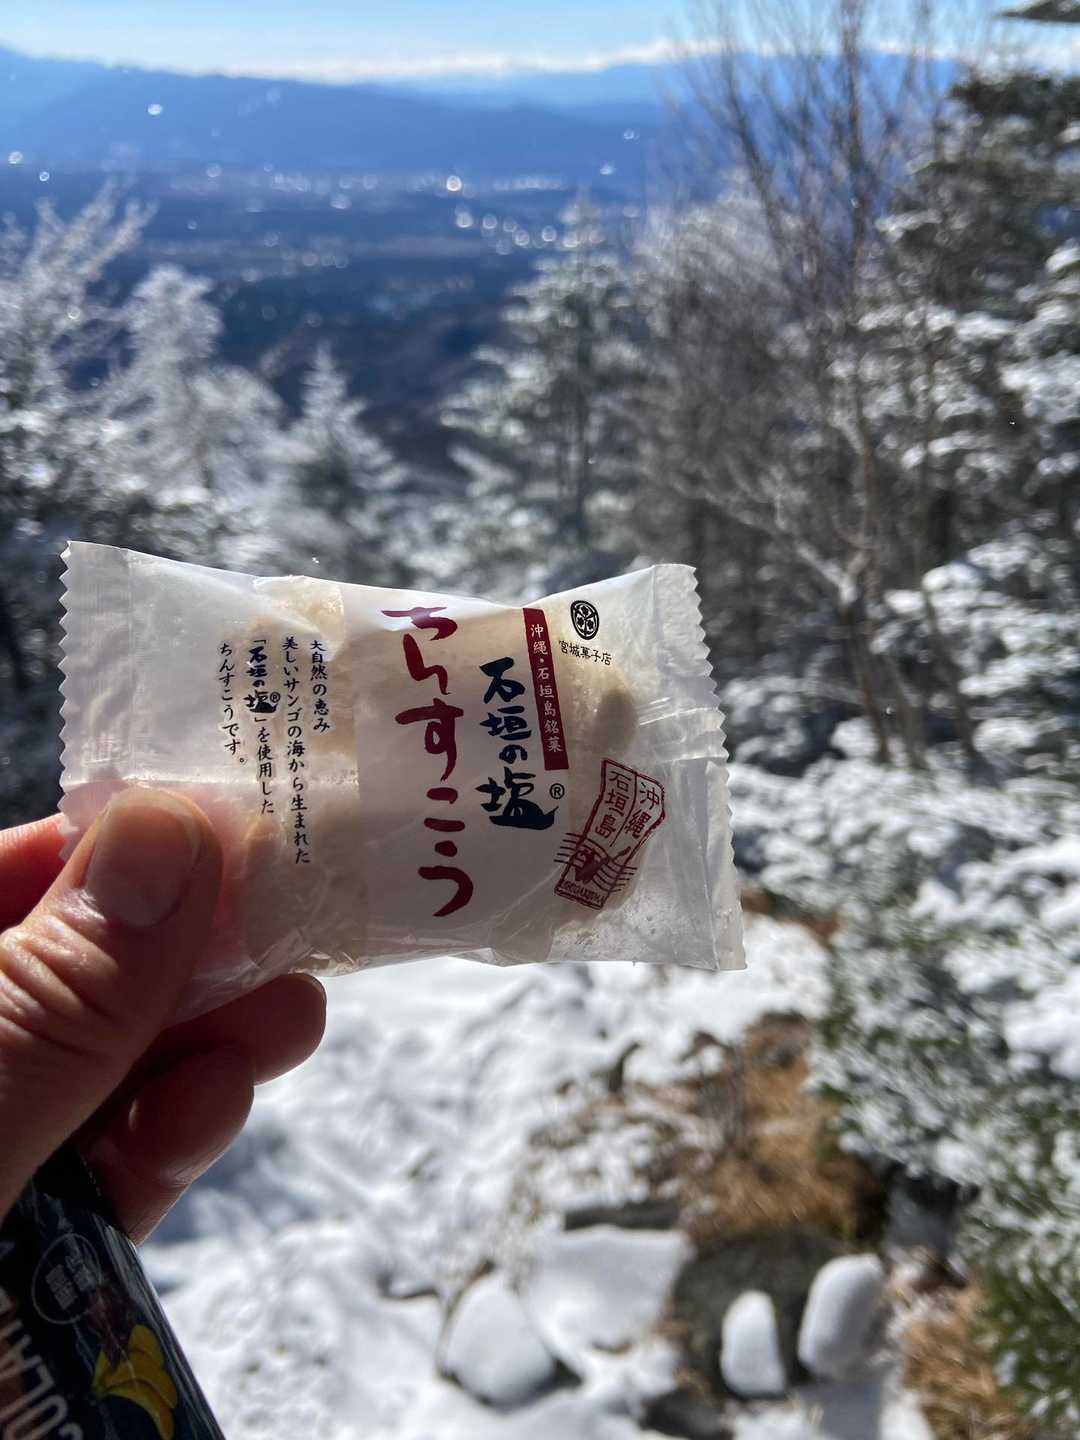 宮城菓子店
沖縄・石垣島銘菓
石垣の塩®
ちんすこう
沖縄
石垣島
大自然の恵み
美しいサンゴの海から生まれた
「石垣の塩®」を使用した
ちんすこうです。